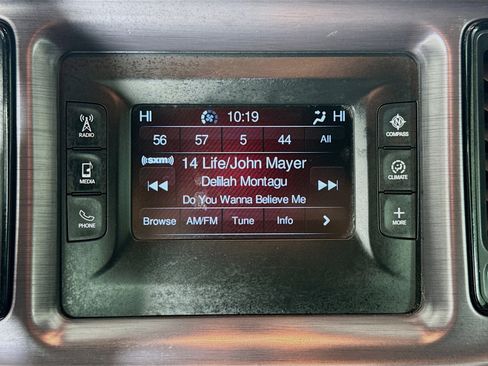 HI 10:19 HI
56 57 5 44 All
((sxm)) 14 Life/John Mayer
Delilah Montagu
Do You Wanna Believe Me
Browse AM/FM Tune Info
RADIO
MEDIA
PHONE
N
COMPASS
CLIMATE
+
MORE